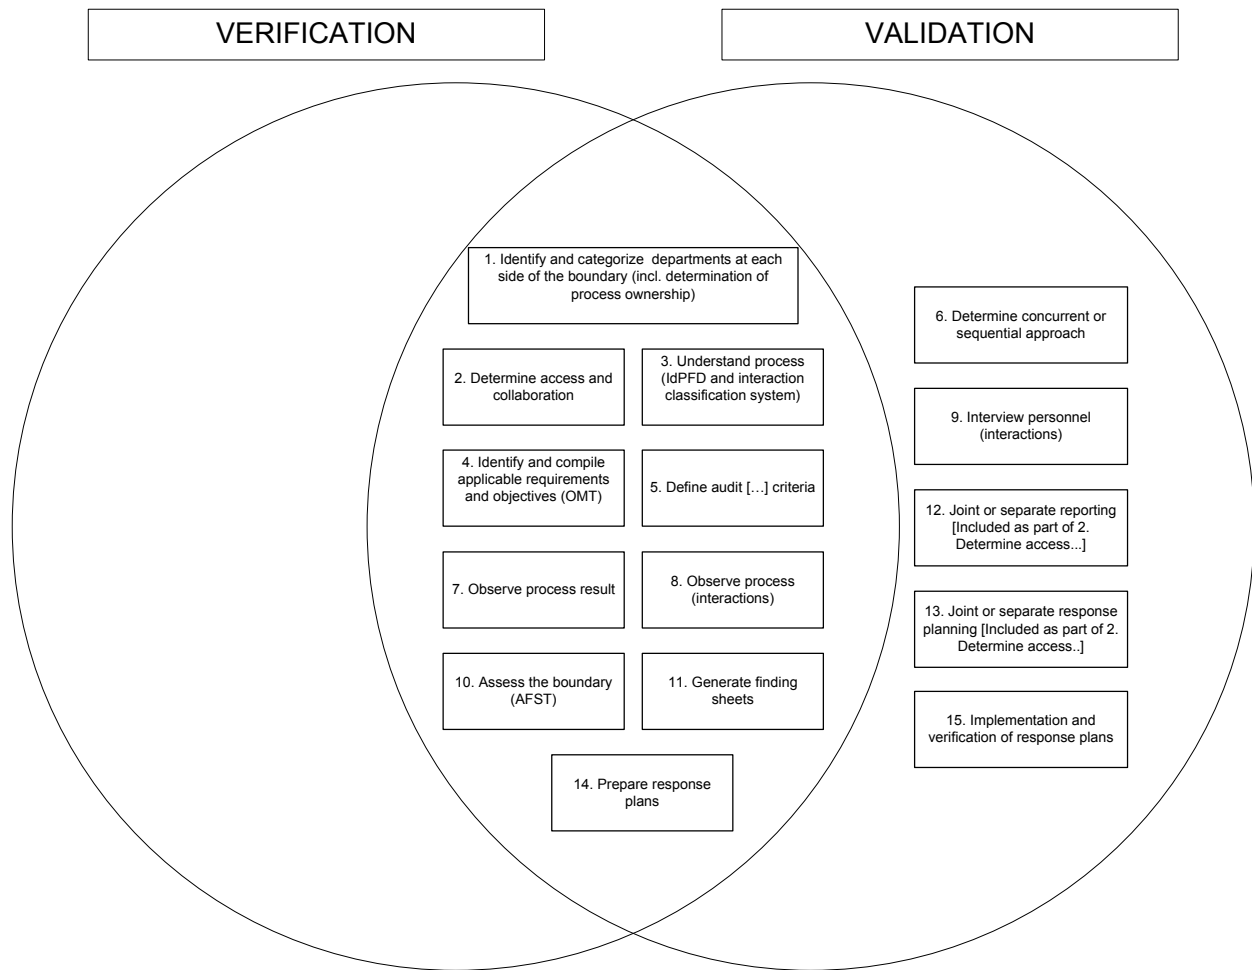 VERIFICATION
VALIDATION
1. Identify and categorize departments at each
side of the boundary (incl. determination of
process ownership)
2. Determine access and
collaboration
3. Understand process
(IdPFD and interaction
classification system)
4. Identify and compile
applicable requirements
and objectives (OMT)
5. Define audit […] criteria
7. Observe process result
8. Observe process
(interactions)
10. Assess the boundary
(AFST)
11. Generate finding
sheets
14. Prepare response
plans
6. Determine concurrent or
sequential approach
9. Interview personnel
(interactions)
12. Joint or separate reporting
[Included as part of 2.
Determine access...]
13. Joint or separate response
planning [Included as part of 2.
Determine access..]
15. Implementation and
verification of response plans